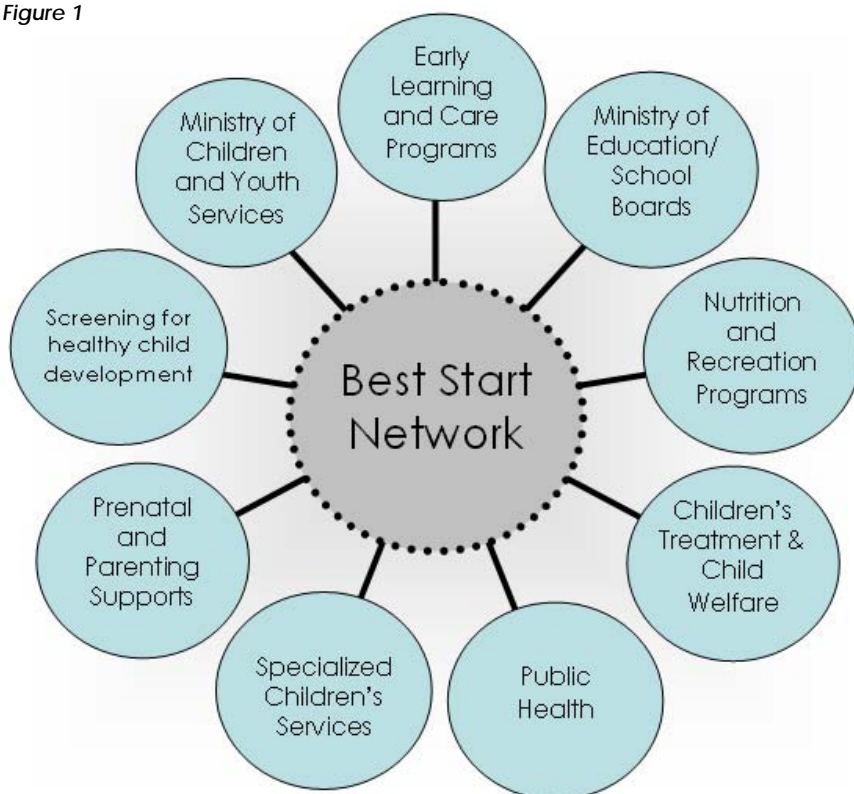 Figure 1
Early
Learning
and Care
Programs
Ministry of
Education/
School
Boards
Nutrition
and
Recreation
Programs
Children's
Treatment &
Child
Welfare
Public
Health
Specialized
Children's
Services
Prenatal
and
Parenting
Supports
Screening for
healthy child
development
Ministry of
Children
and Youth
Services
Best Start
Network